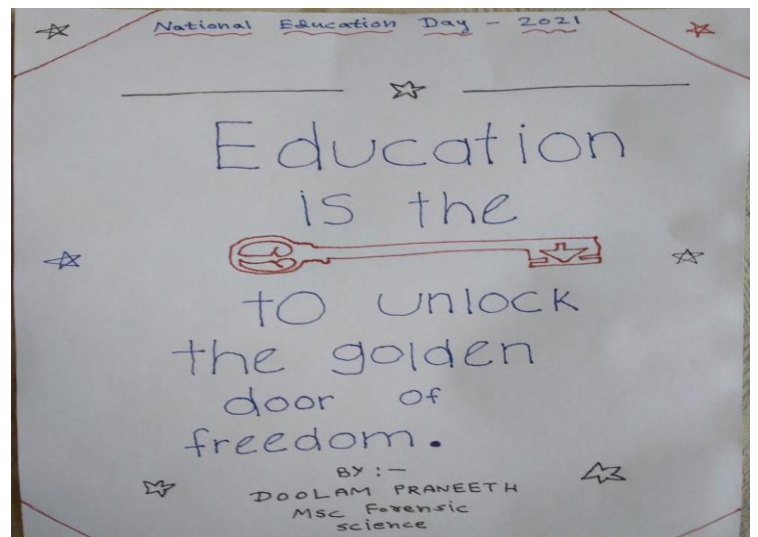 National Education Day - 2021
Education
is the
to unlock
the golden
door of
freedom.
BY :-
DOOLAM PRANEETH
MSC Forensic
science